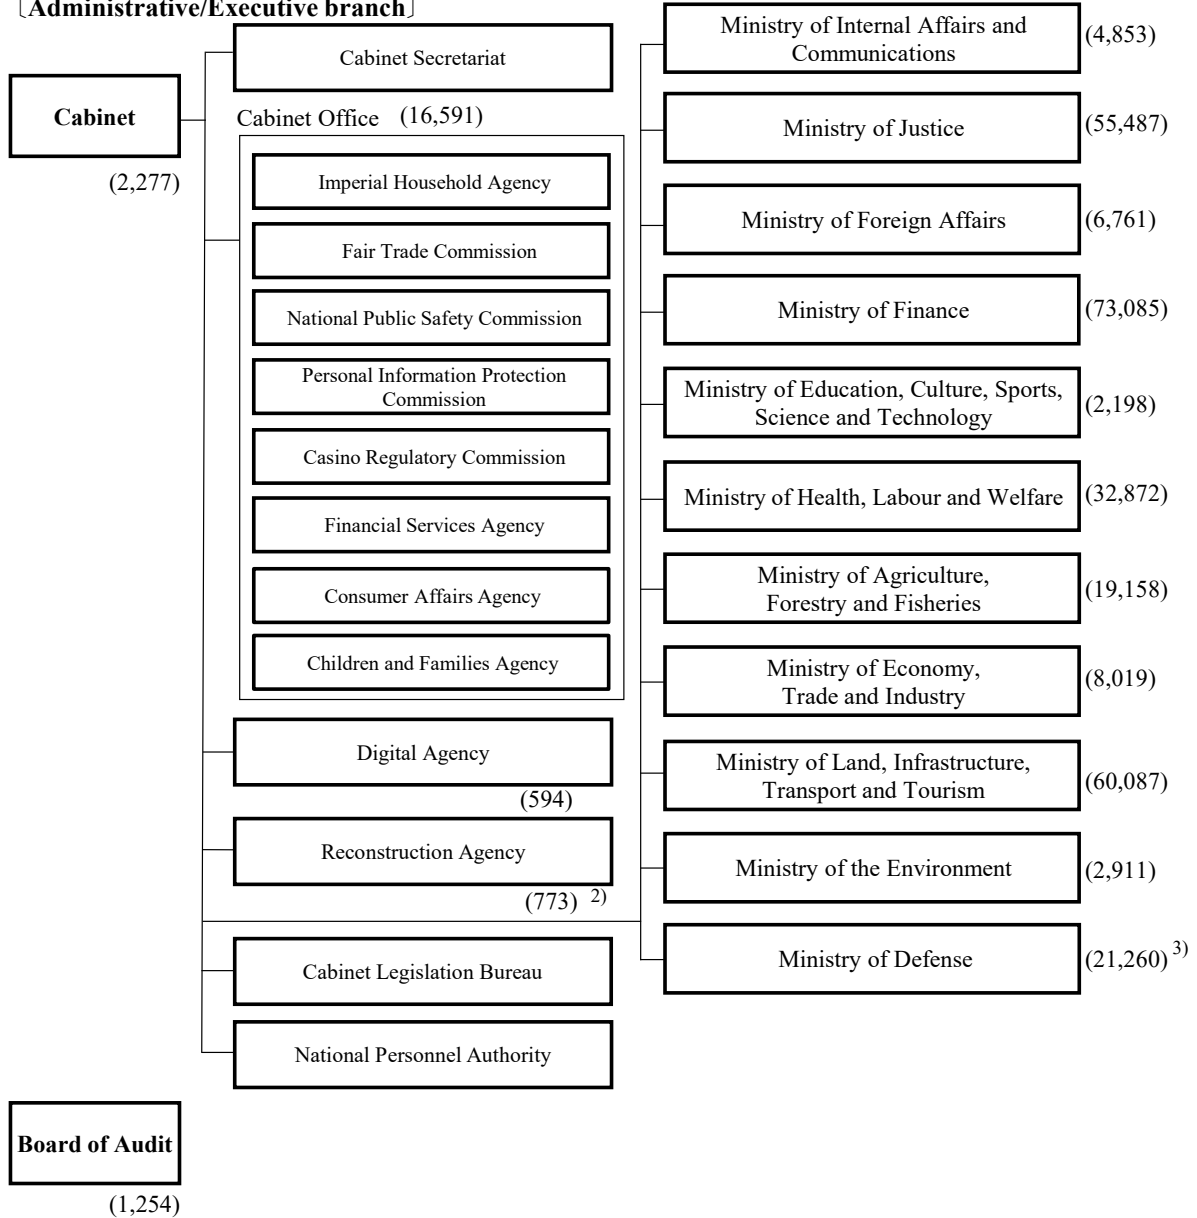 〔Administrative/Executive branch〕
Cabinet
(2,277)
Cabinet Secretariat
Cabinet Office (16,591)
Imperial Household Agency
Fair Trade Commission
National Public Safety Commission
Personal Information Protection
Commission
Casino Regulatory Commission
Financial Services Agency
Consumer Affairs Agency
Children and Families Agency
Digital Agency
(594)
Reconstruction Agency
(773) 2)
Cabinet Legislation Bureau
National Personnel Authority
Ministry of Internal Affairs and
Communications
(4,853)
Ministry of Justice
(55,487)
Ministry of Foreign Affairs
(6,761)
Ministry of Finance
(73,085)
Ministry of Education, Culture, Sports,
Science and Technology
(2,198)
Ministry of Health, Labour and Welfare
(32,872)
Ministry of Agriculture,
Forestry and Fisheries
(19,158)
Ministry of Economy,
Trade and Industry
(8,019)
Ministry of Land, Infrastructure,
Transport and Tourism
(60,087)
Ministry of the Environment
(2,911)
Ministry of Defense
(21,260) 3)
Board of Audit
(1,254)